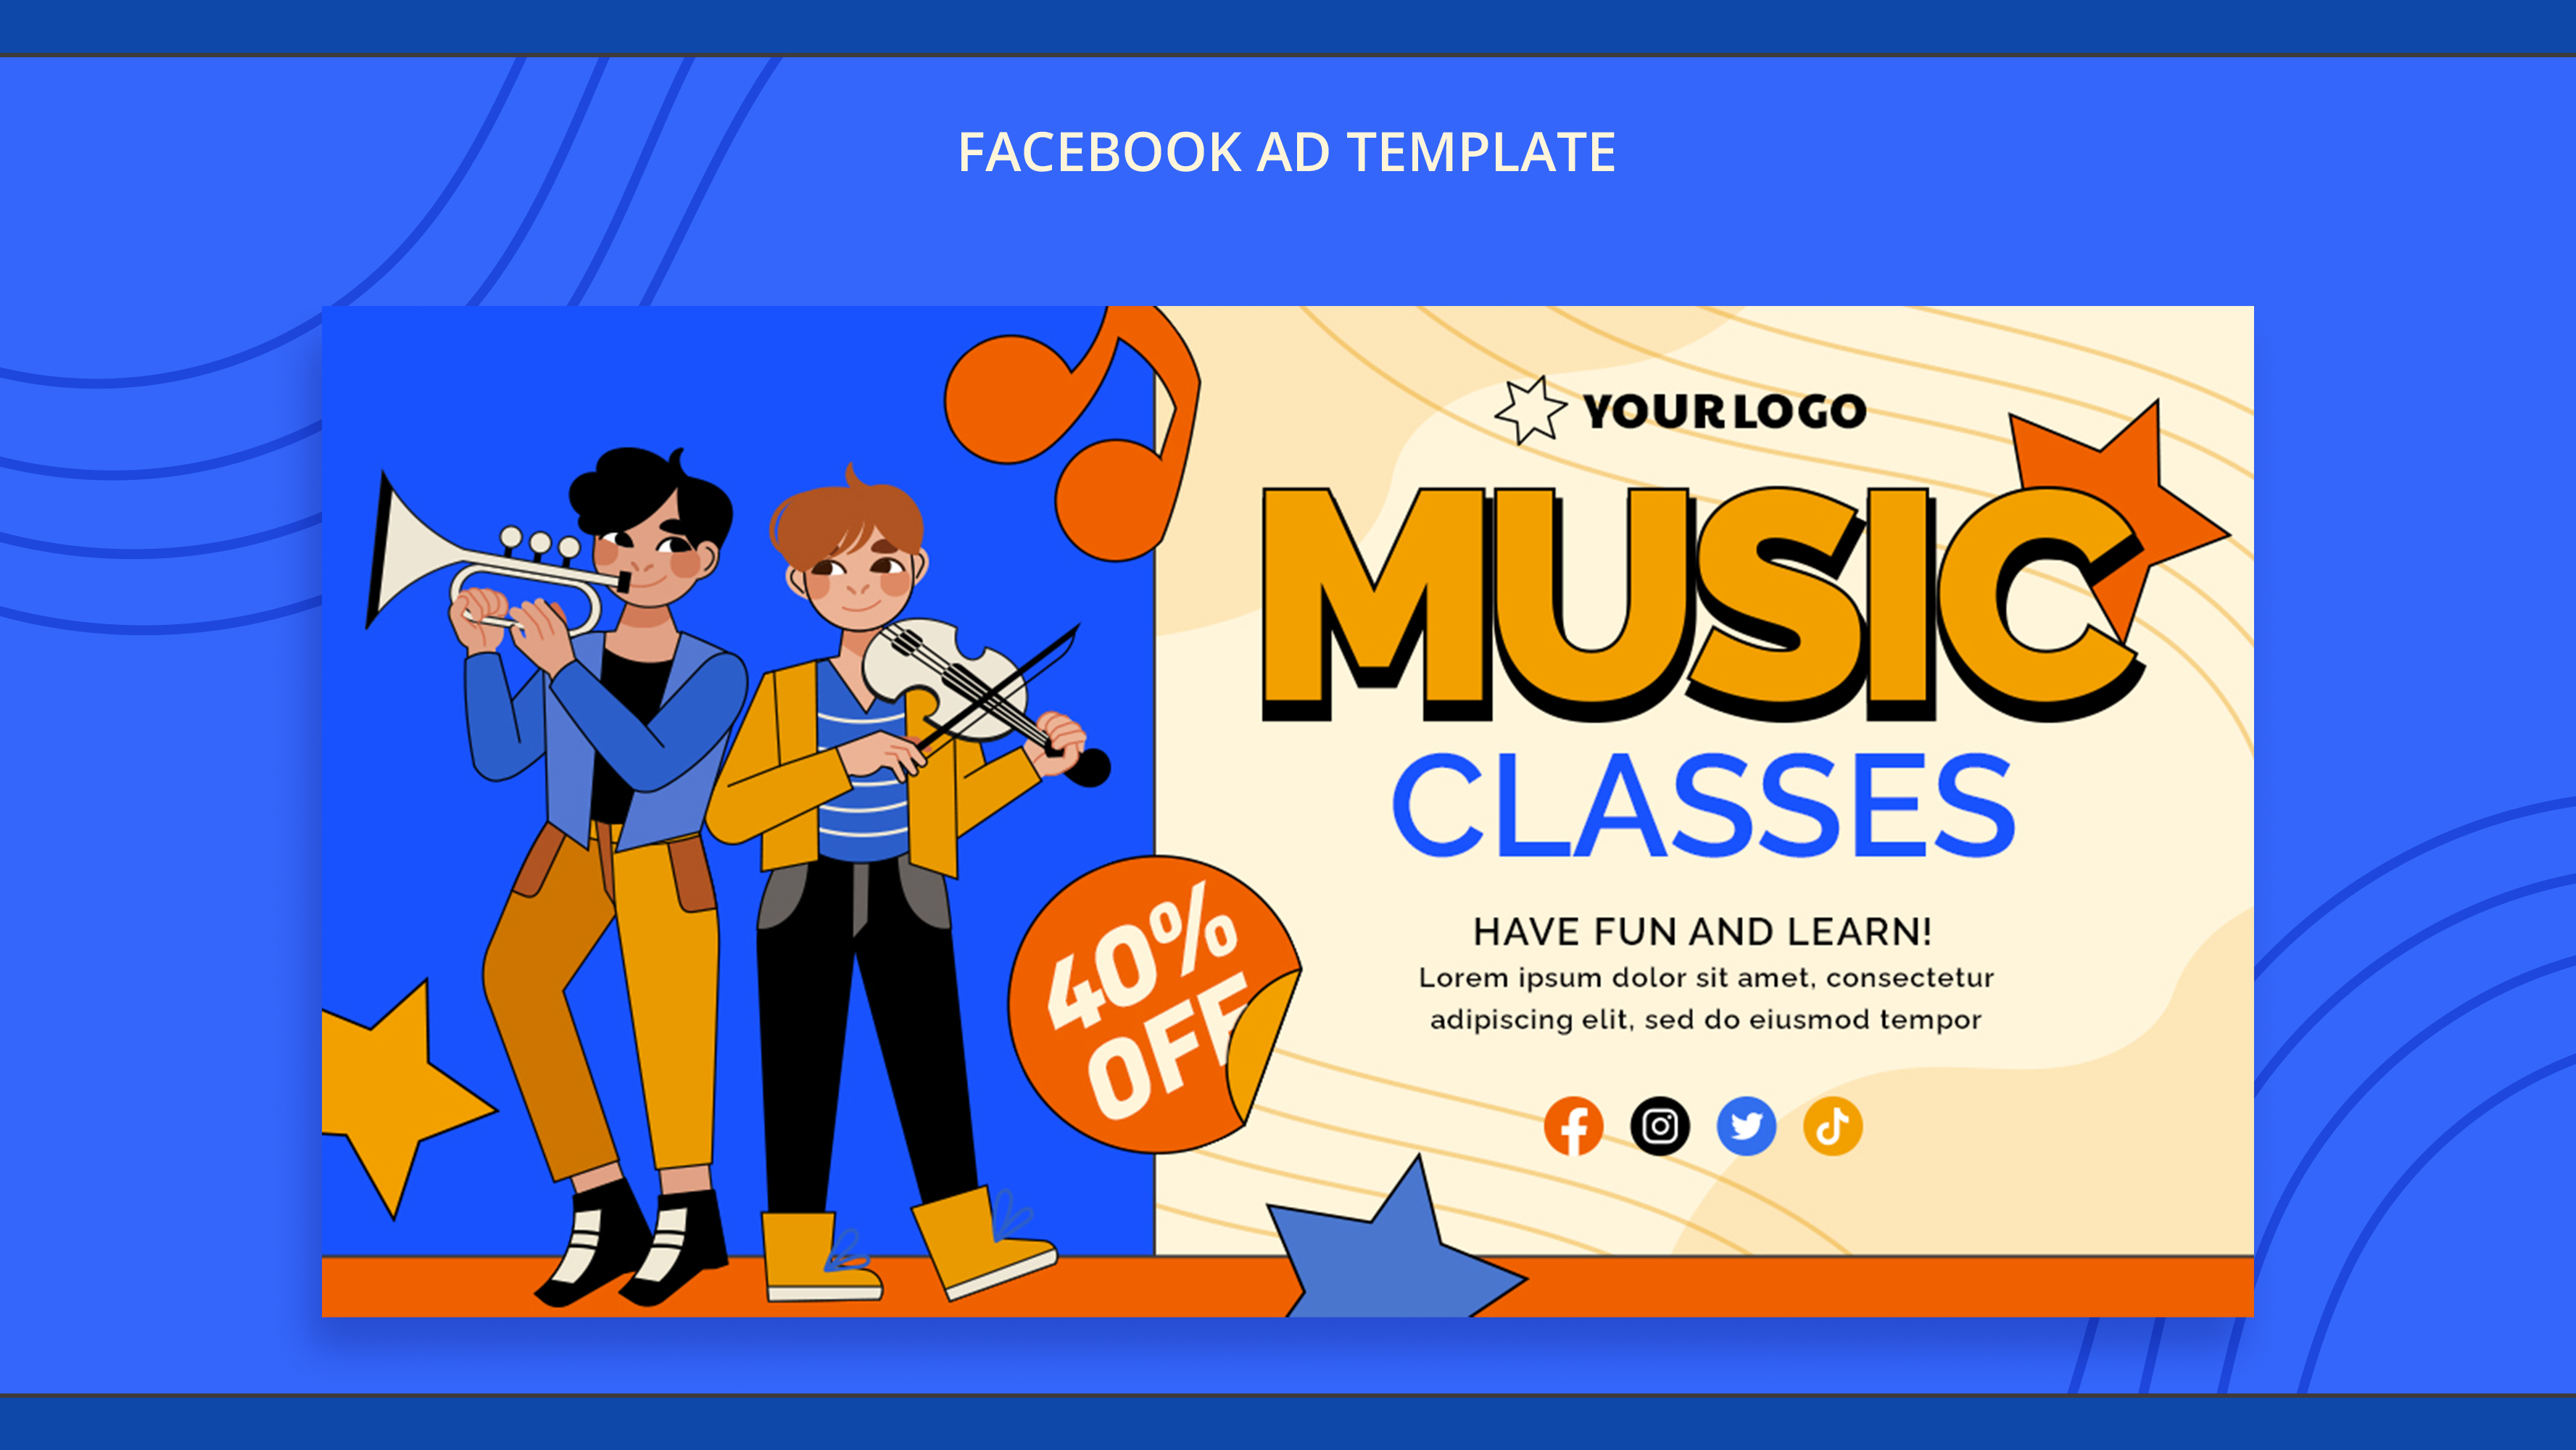 FACEBOOK AD TEMPLATE
YOUR LOGO
MUSIC
CLASSES
HAVE FUN AND LEARN!
Lorem ipsum dolor sit amet, consectetur
adipiscing elit, sed do eiusmod tempor
40%
OFF